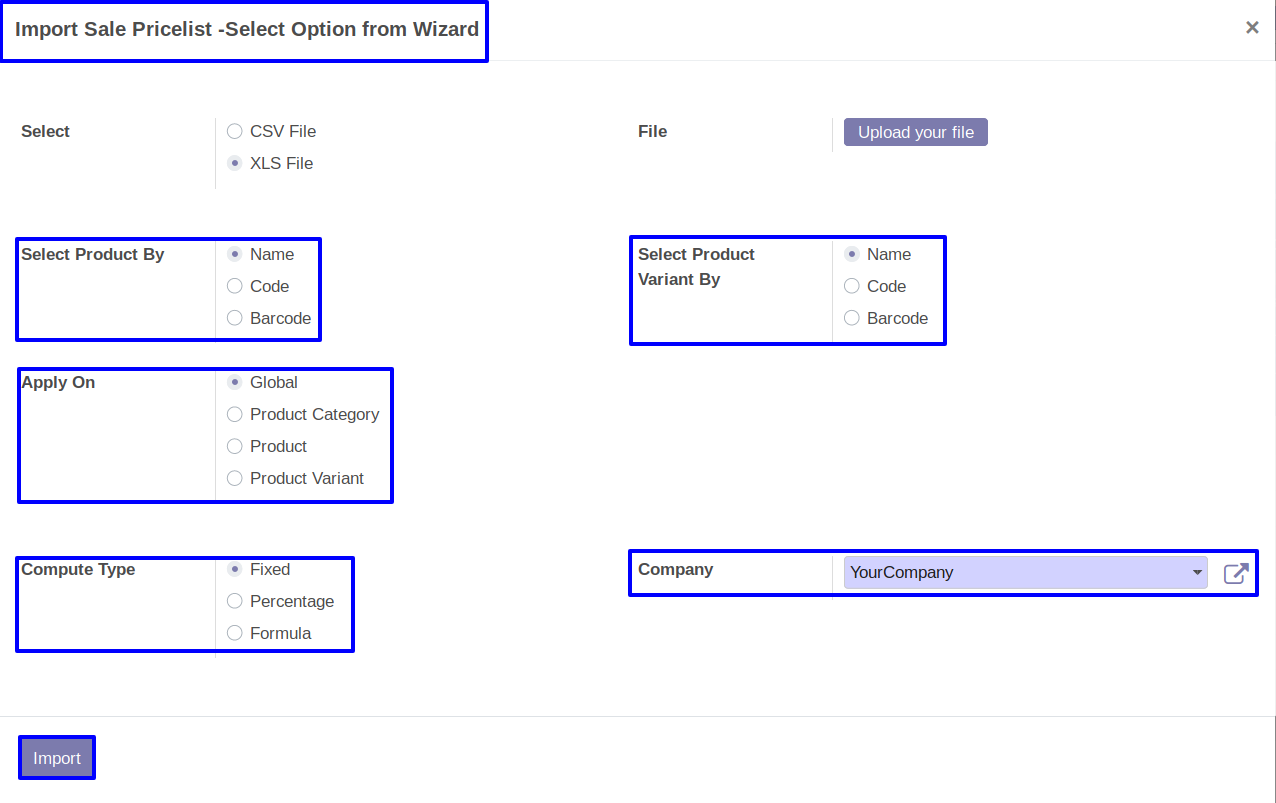 Import Sale Pricelist -Select Option from Wizard
×
Select
CSV File
XLS File
File
Upload your file
Select Product By
Name
Code
Barcode
Select Product
Variant By
Name
Code
Barcode
Apply On
Global
Product Category
Product
Product Variant
Compute Type
Fixed
Percentage
Formula
Company
YourCompany
Import